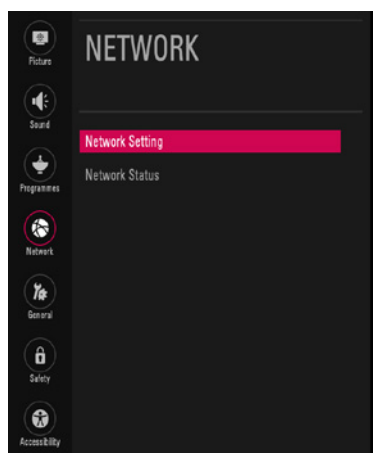 NETWORK
Picture
Sound
Programmes
Network
General
Safety
Accessibility
Network Setting
Network Status